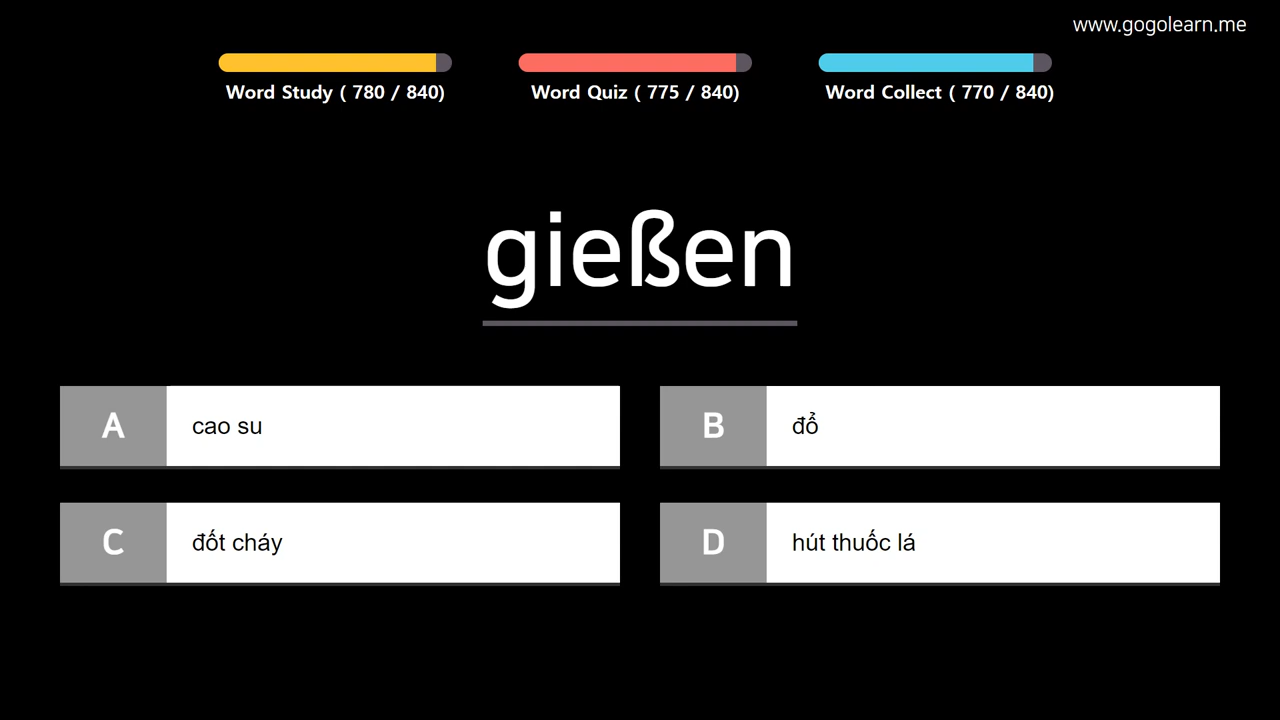 www.gogolearn.me
Word Study ( 780 / 840)
Word Quiz ( 775 / 840)
Word Collect ( 770 / 840)
gießen
A cao su
B đổ
C đốt cháy
D hút thuốc lá